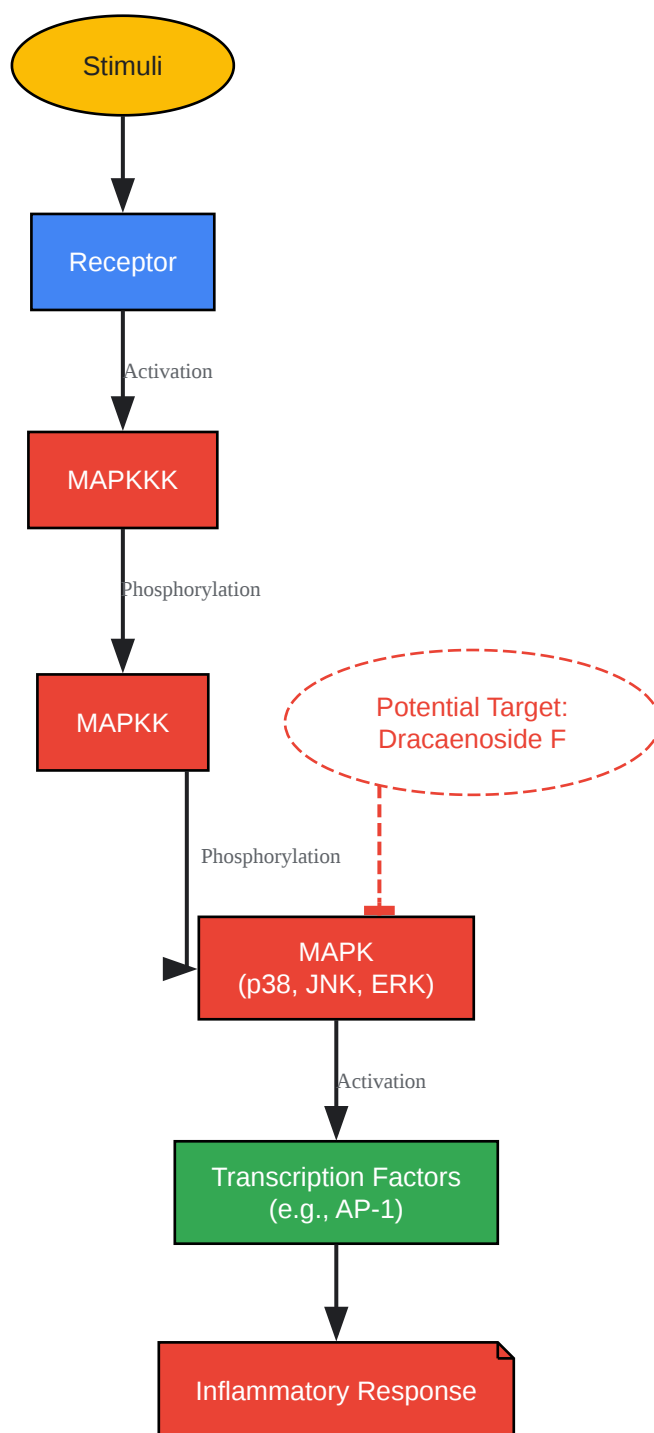 Stimuli
Receptor
Activation
MAPKKK
Phosphorylation
MAPKK
Potential Target:
Dracaenoside F
Phosphorylation
MAPK
(p38, JNK, ERK)
Activation
Transcription Factors
(e.g., AP-1)
Inflammatory Response